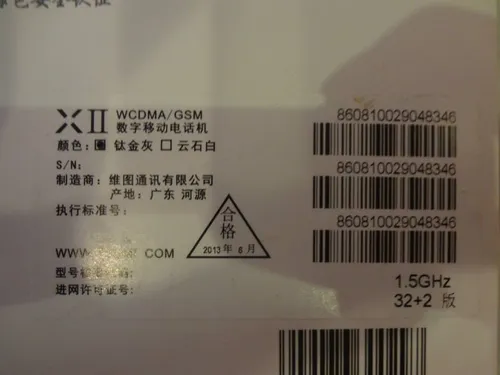 XII WCDMA/GSM
数字移动电话机
颜色: 钛金灰 云石白
S/N:
制造商: 维图通讯有限公司
产地: 广东 河源
执行标准号:
WWW. COM
型号
进网许可证号:
合格
2013年6月
860810029048346
860810029048346
860810029048346
1.5GHz
32+2 版